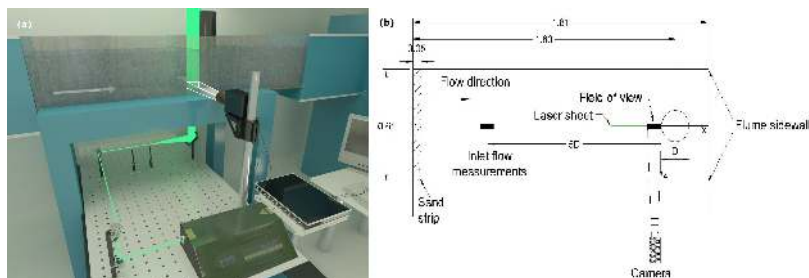 (a)
(b)
Flow direction
Field of view
Laser sheet
Flume sidewall
X
D
Inlet flow
measurements
Sand
strip
Camera